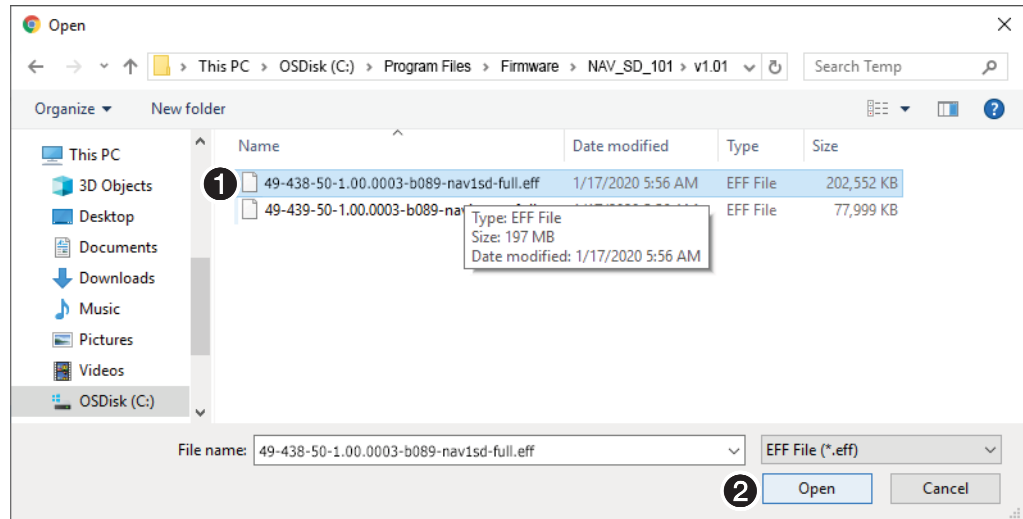 Open
This PC > OSDisk (C:) > Program Files > Firmware > NAV_SD_101 > v1.01
Search Temp
Organize
New folder
Name
Date modified
Type
Size
This PC
3D Objects
Desktop
Documents
Downloads
Music
Pictures
Videos
OSDisk (C:)
1
49-438-50-1.00.0003-b089-nav1sd-full.eff 1/17/2020 5:56 AM EFF File 202,552 KB
49-439-50-1.00.0003-b089- EFF File 77,999 KB
Type: EFF File
Size: 197 MB
Date modified: 1/17/2020 5:56 AM
File name: 49-438-50-1.00.0003-b089-nav1sd-full.eff
EFF File (*.eff)
2
Open
Cancel